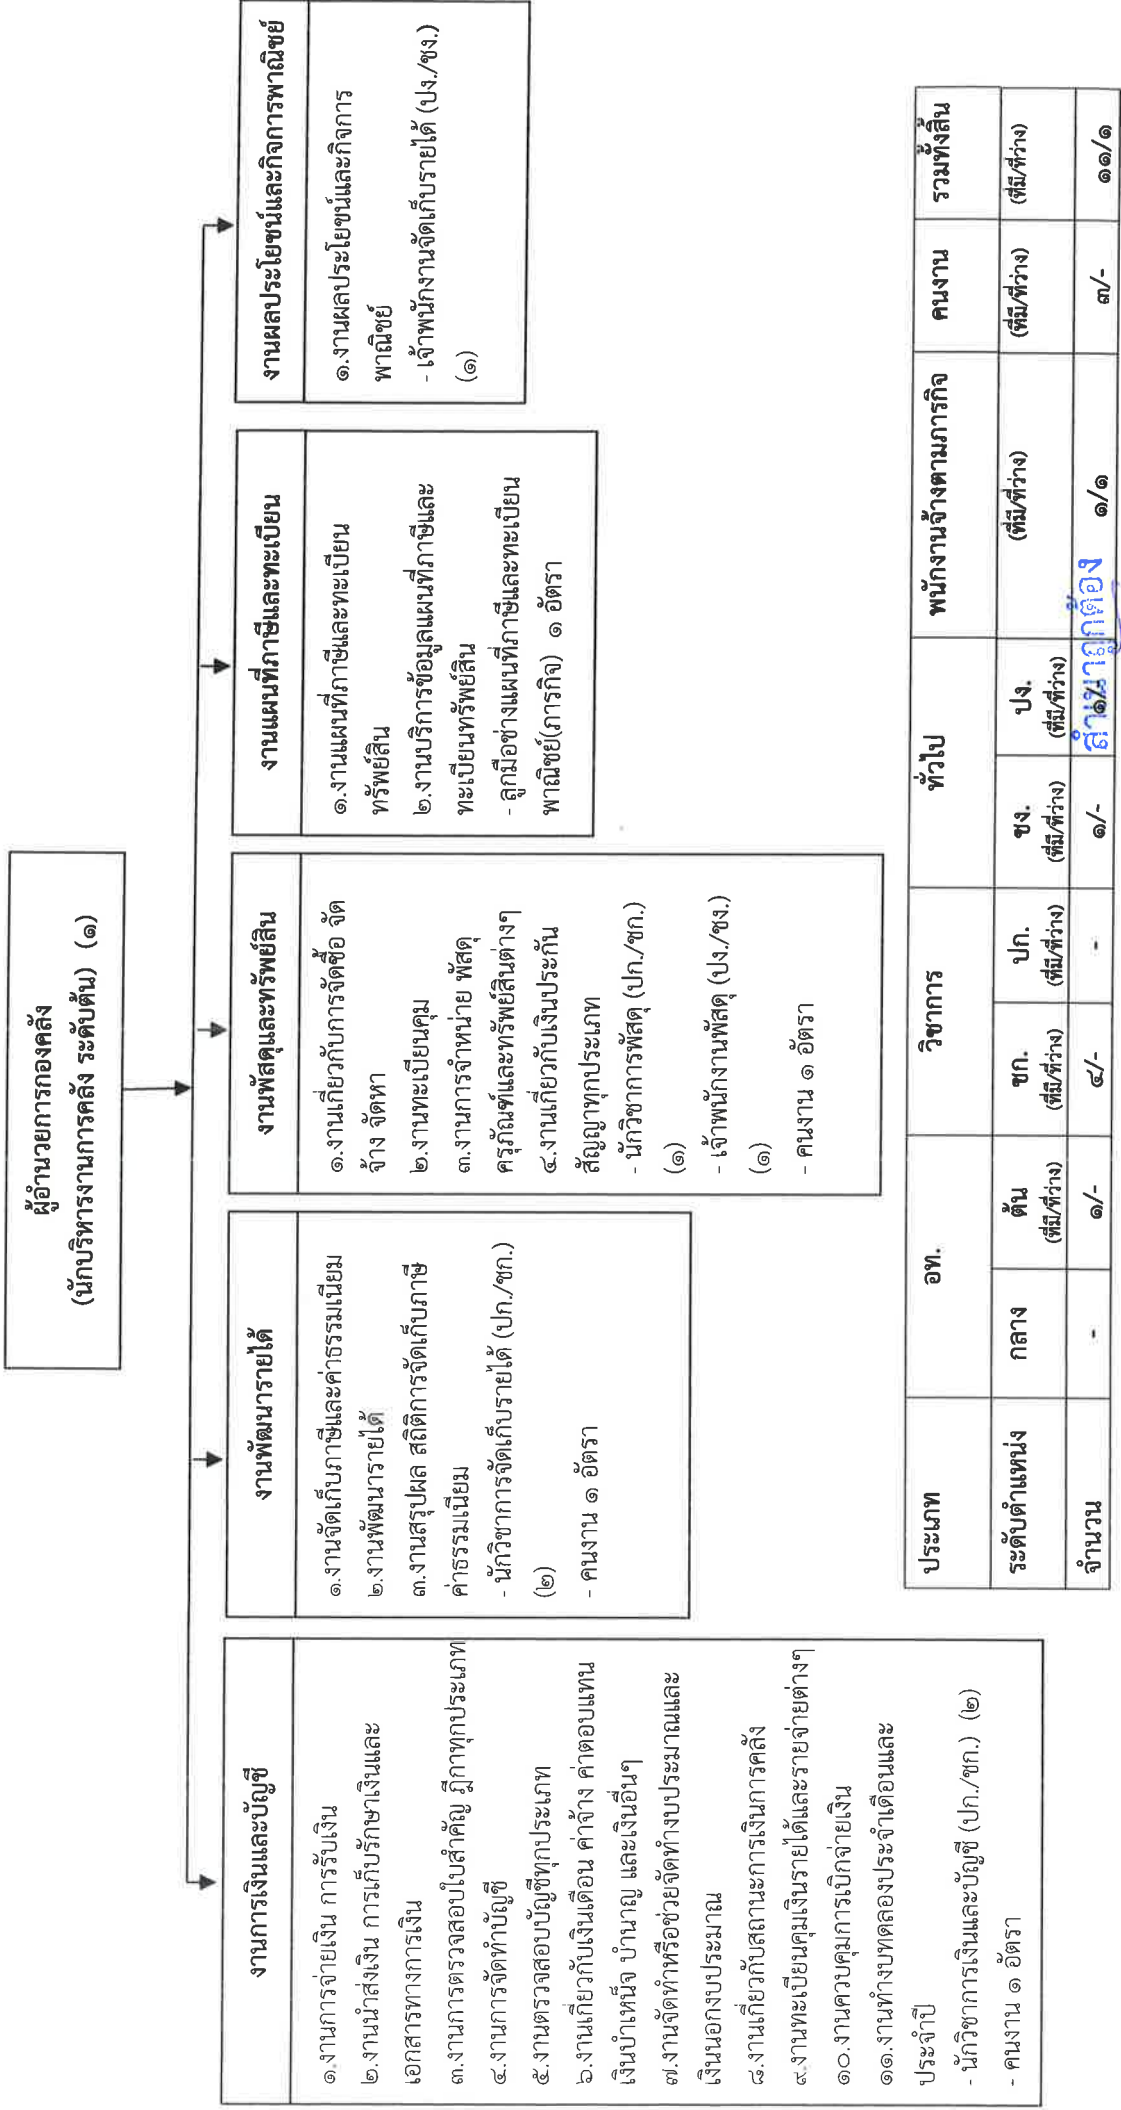 ผู้อำนวยการกองคลัง
(นักบริหารงานการคลัง ระดับต้น) (๑)
งานการเงินและบัญชี
๑.งานการจ่ายเงิน การรับเงิน
๒.งานนำส่งเงิน การเก็บรักษาเงินและ
เอกสารทางการเงิน
๓.งานการตรวจสอบใบสำคัญ ฎีกาทุกประเภท
๔.งานการจัดทำบัญชี
๕.งานตรวจสอบบัญชีทุกประเภท
๖.งานเกี่ยวกับเงินเดือน ค่าจ้าง ค่าตอบแทน
เงินบำเหน็จ บำนาญ และเงินอื่นๆ
๗.งานจัดทำหรือช่วยจัดทำงบประมาณและ
เงินนอกงบประมาณ
๘.งานเกี่ยวกับสถานะการเงินการคลัง
๙.งานทะเบียนคุมเงินรายได้และรายจ่ายต่างๆ
๑๐.งานควบคุมการเบิกจ่ายเงิน
๑๑.งานทำงบทดลองประจำเดือนและ
ประจำปี
- นักวิชาการเงินและบัญชี (ปก./ชก.) (๒)
- คนงาน ๑ อัตรา
งานพัฒนารายได้
๑.งานจัดเก็บภาษีและค่าธรรมเนียม
๒.งานพัฒนารายได้
๓.งานสรุปผล สถิติการจัดเก็บภาษี
ค่าธรรมเนียม
- นักวิชาการจัดเก็บรายได้ (ปก./ชก.)
(๒)
- คนงาน ๑ อัตรา
งานพัสดุและทรัพย์สิน
๑.งานเกี่ยวกับการจัดซื้อ จัด
จ้าง จัดหา
๒.งานทะเบียนคุม
๓.งานการจำหน่าย พัสดุ
ครุภัณฑ์และทรัพย์สินต่างๆ
๔.งานเกี่ยวกับเงินประกัน
สัญญาทุกประเภท
- นักวิชาการพัสดุ (ปก./ชก.)
(๑)
- เจ้าพนักงานพัสดุ (ปง./ชง.)
(๑)
- คนงาน ๑ อัตรา
งานแผนที่ภาษีและทะเบียน
๑.งานแผนที่ภาษีและทะเบียน
ทรัพย์สิน
๒.งานบริการข้อมูลแผนที่ภาษีและ
ทะเบียนทรัพย์สิน
- ลูกมือช่างแผนที่ภาษีและทะเบียน
พาณิชย์(ภารกิจ) ๑ อัตรา
งานผลประโยชน์และกิจการพาณิชย์
๑.งานผลประโยขน์และกิจการ
พาณิชย์
- เจ้าพนักงานจัดเก็บรายได้ (ปง./ชง.)
(๑)
ประเภท อท. วิชาการ ทั่วไป พนักงานจ้างตามภารกิจ คนงาน รวมทั้งสิ้น
ระดับตำแหน่ง กลาง ต้น ชก. ปก. ชง. ปง. (ที่มี/ที่ว่าง) (ที่มี/ที่ว่าง) (ที่มี/ที่ว่าง)
(ที่มี/ที่ว่าง) (ที่มี/ที่ว่าง) (ที่มี/ที่ว่าง) (ที่มี/ที่ว่าง) (ที่มี/ที่ว่าง)
จำนวน - ๑/- ๔/- - ๑/- ๑/- ๑/๑ ๓/- ๑๑/๑
สำเนาถูกต้อง